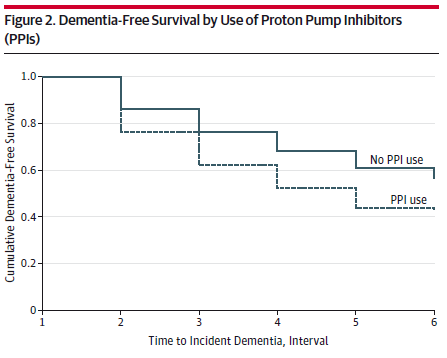 Figure 2. Dementia-Free Survival by Use of Proton Pump Inhibitors
(PPIs)
Cumulative Dementia-Free Survival
1.0
0.8
0.6
0.4
0.2
0
No PPI use
PPI use
1 2 3 4 5 6
Time to Incident Dementia, Interval